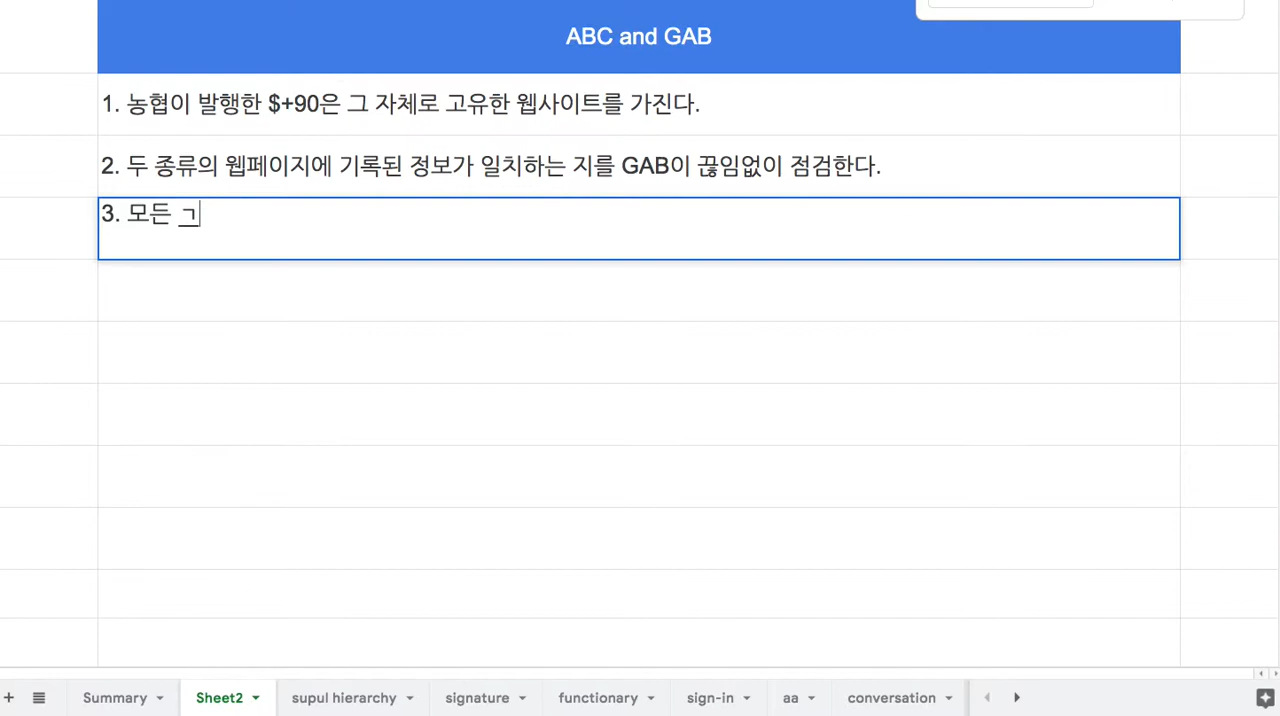 ABC and GAB
1. 농협이 발행한 $+90은 그 자체로 고유한 웹사이트를 가진다.
2. 두 종류의 웹페이지에 기록된 정보가 일치하는 지를 GAB이 끊임없이 점검한다.
3. 모든 ㄱ
Summary Sheet2 supul hierarchy signature functionary sign-in aa conversation